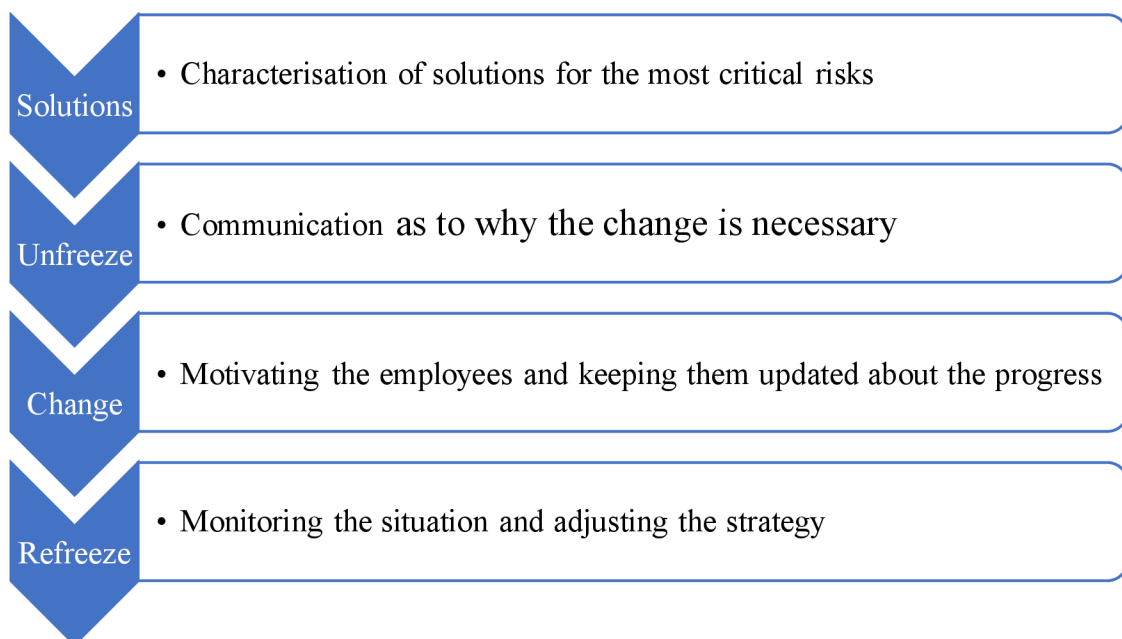 Solutions
• Characterisation of solutions for the most critical risks
Unfreeze
• Communication as to why the change is necessary
Change
• Motivating the employees and keeping them updated about the progress
Refreeze
• Monitoring the situation and adjusting the strategy